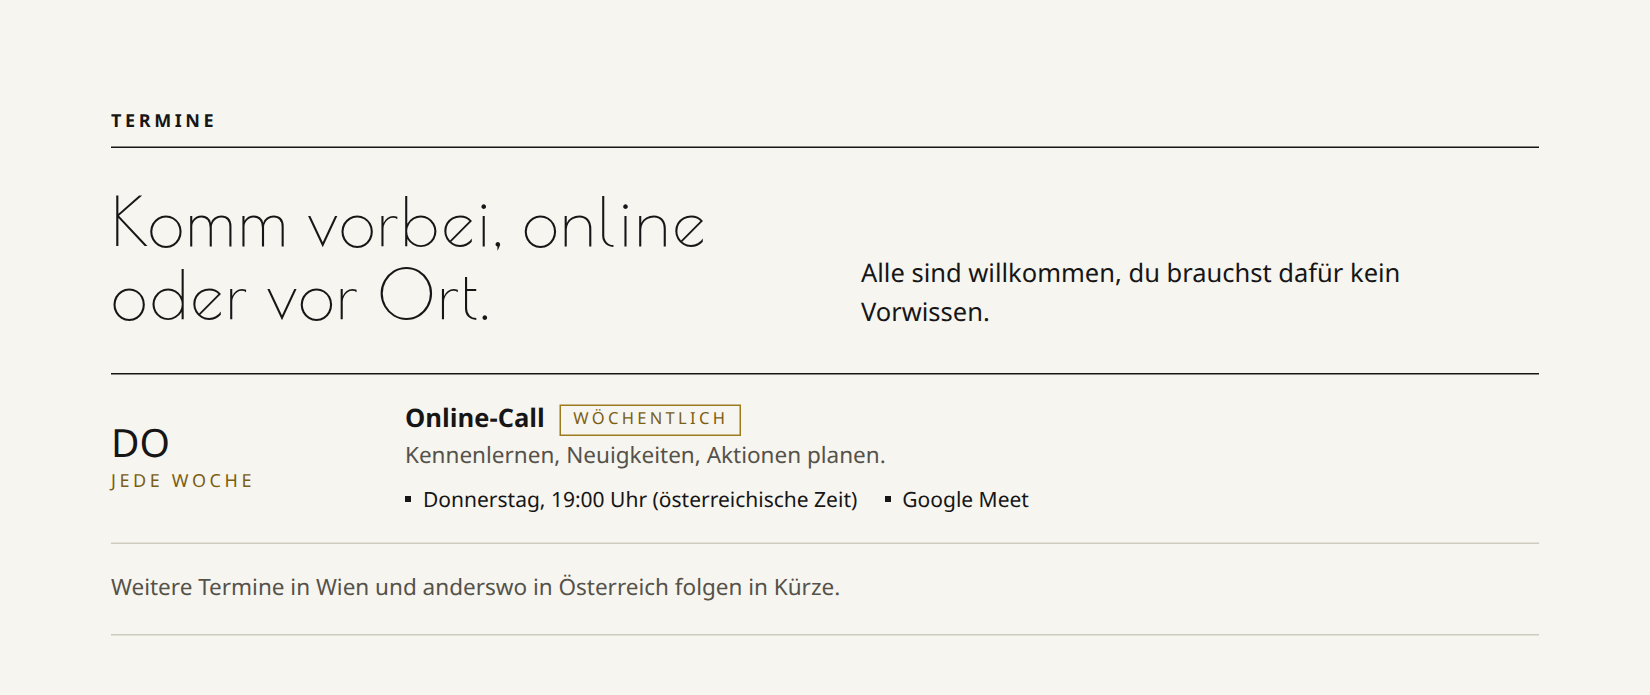 TERMINE
Komm vorbei, online
oder vor Ort.
Alle sind willkommen, du brauchst dafür kein
Vorwissen.
DO
JEDE WOCHE
Online-Call WÖCHENTLICH
Kennenlernen, Neuigkeiten, Aktionen planen.
▪ Donnerstag, 19:00 Uhr (österreichische Zeit) ▪ Google Meet
Weitere Termine in Wien und anderswo in Österreich folgen in Kürze.